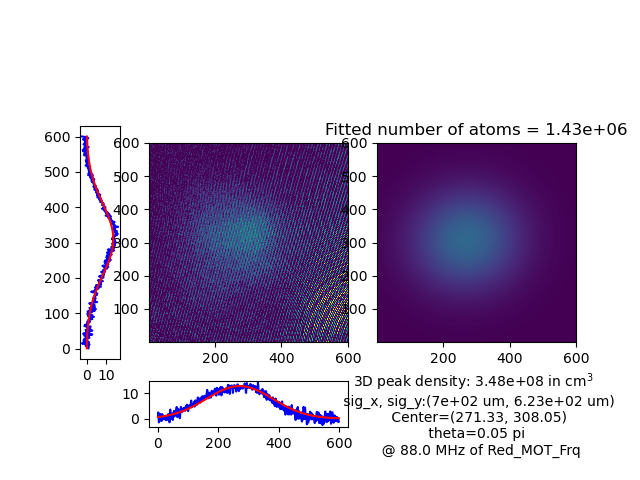 Fitted number of atoms = 1.43e+06
600
500
400
300
200
100
0
0 10
600
500
400
300
200
100
200 400 600
600
500
400
300
200
100
200 400 600
10
0
0 200 400 600
3D peak density: 3.48e+08 in cm³
sig_x, sig_y:(7e+02 um, 6.23e+02 um)
Center=(271.33, 308.05)
theta=0.05 pi
@ 88.0 MHz of Red_MOT_Frq